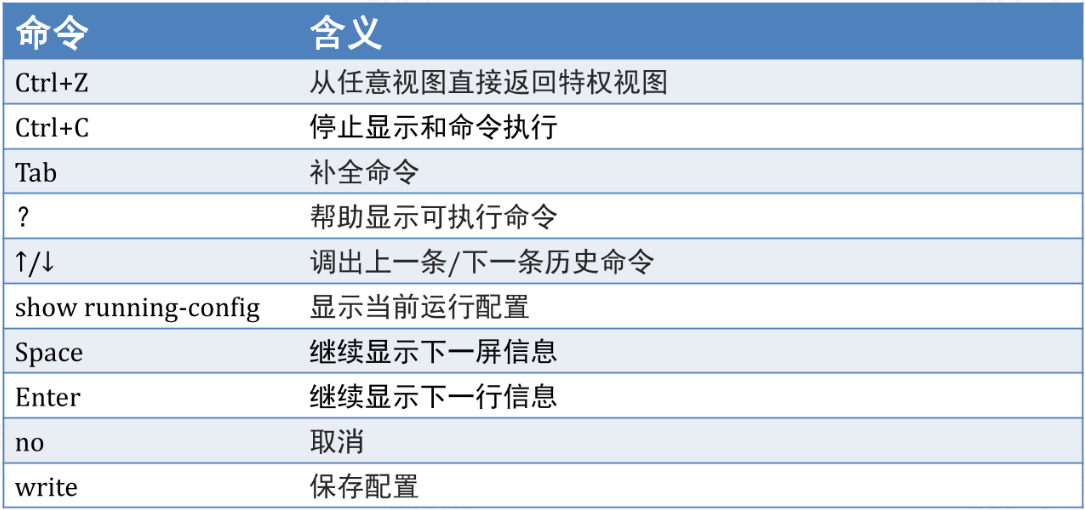 命令 含义
Ctrl+Z 从任意视图直接返回特权视图
Ctrl+C 停止显示和命令执行
Tab 补全命令
? 帮助显示可执行命令
↑/↓ 调出上一条/下一条历史命令
show running-config 显示当前运行配置
Space 继续显示下一屏信息
Enter 继续显示下一行信息
no 取消
write 保存配置